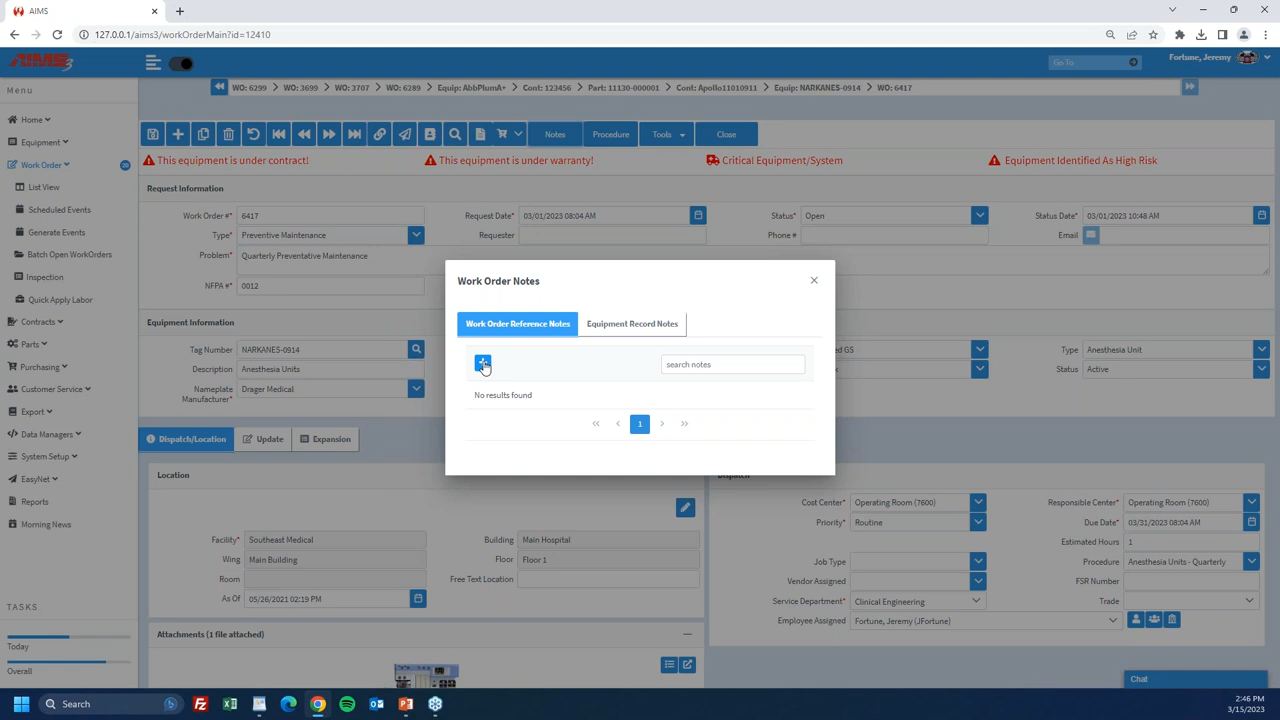 AIMS
127.0.0.1/aims3/workOrderMain?id=12410
AIMS3
Go To
Fortune, Jeremy
Menu
WO: 6299 > WO: 3699 > WO: 3707 > WO: 6289 > Equip: AbbPlumA+ > Cont: 123456 > Part: 11130-000001 > Cont: Apollo11010911 > Equip: NARKANES-0914 > WO: 6417
Home
Equipment
Work Order
20
List View
Scheduled Events
Generate Events
Batch Open WorkOrders
Inspection
Quick Apply Labor
Contracts
Parts
Purchasing
Customer Service
Export
Data Managers
System Setup
EasyNet
Reports
Morning News
TASKS
Today
Overall
Notes
Procedure
Tools
Close
This equipment is under contract!
This equipment is under warranty!
Critical Equipment/System
Equipment Identified As High Risk
Request Information
Work Order #* 6417
Request Date* 03/01/2023 08:04 AM
Status* Open
Status Date* 03/01/2023 10:48 AM
Type* Preventive Maintenance
Requester
Phone #
Email
Problem* Quarterly Preventative Maintenance
NFPA #* 0012
Equipment Information
Tag Number NARKANES-0914
d GS
Type Anesthesia Unit
Description Anesthesia Units
k
Status Active
Nameplate Manufacturer* Drager Medical
Work Order Notes
Work Order Reference Notes
Equipment Record Notes
search notes
No results found
1
Dispatch/Location
Update
Expansion
Location
Facility* Southeast Medical
Building Main Hospital
Wing Main Building
Floor Floor 1
Room
Free Text Location
As Of 05/26/2021 02:19 PM
Attachments (1 file attached)
Dispatch
Cost Center* Operating Room (7600)
Responsible Center* Operating Room (7600)
Priority* Routine
Due Date* 03/31/2023 08:04 AM
Estimated Hours 1
Job Type
Procedure Anesthesia Units - Quarterly
Vendor Assigned
FSR Number
Service Department* Clinical Engineering
Trade
Employee Assigned Fortune, Jeremy (JFortune)
Chat
Search
2:46 PM
3/15/2023